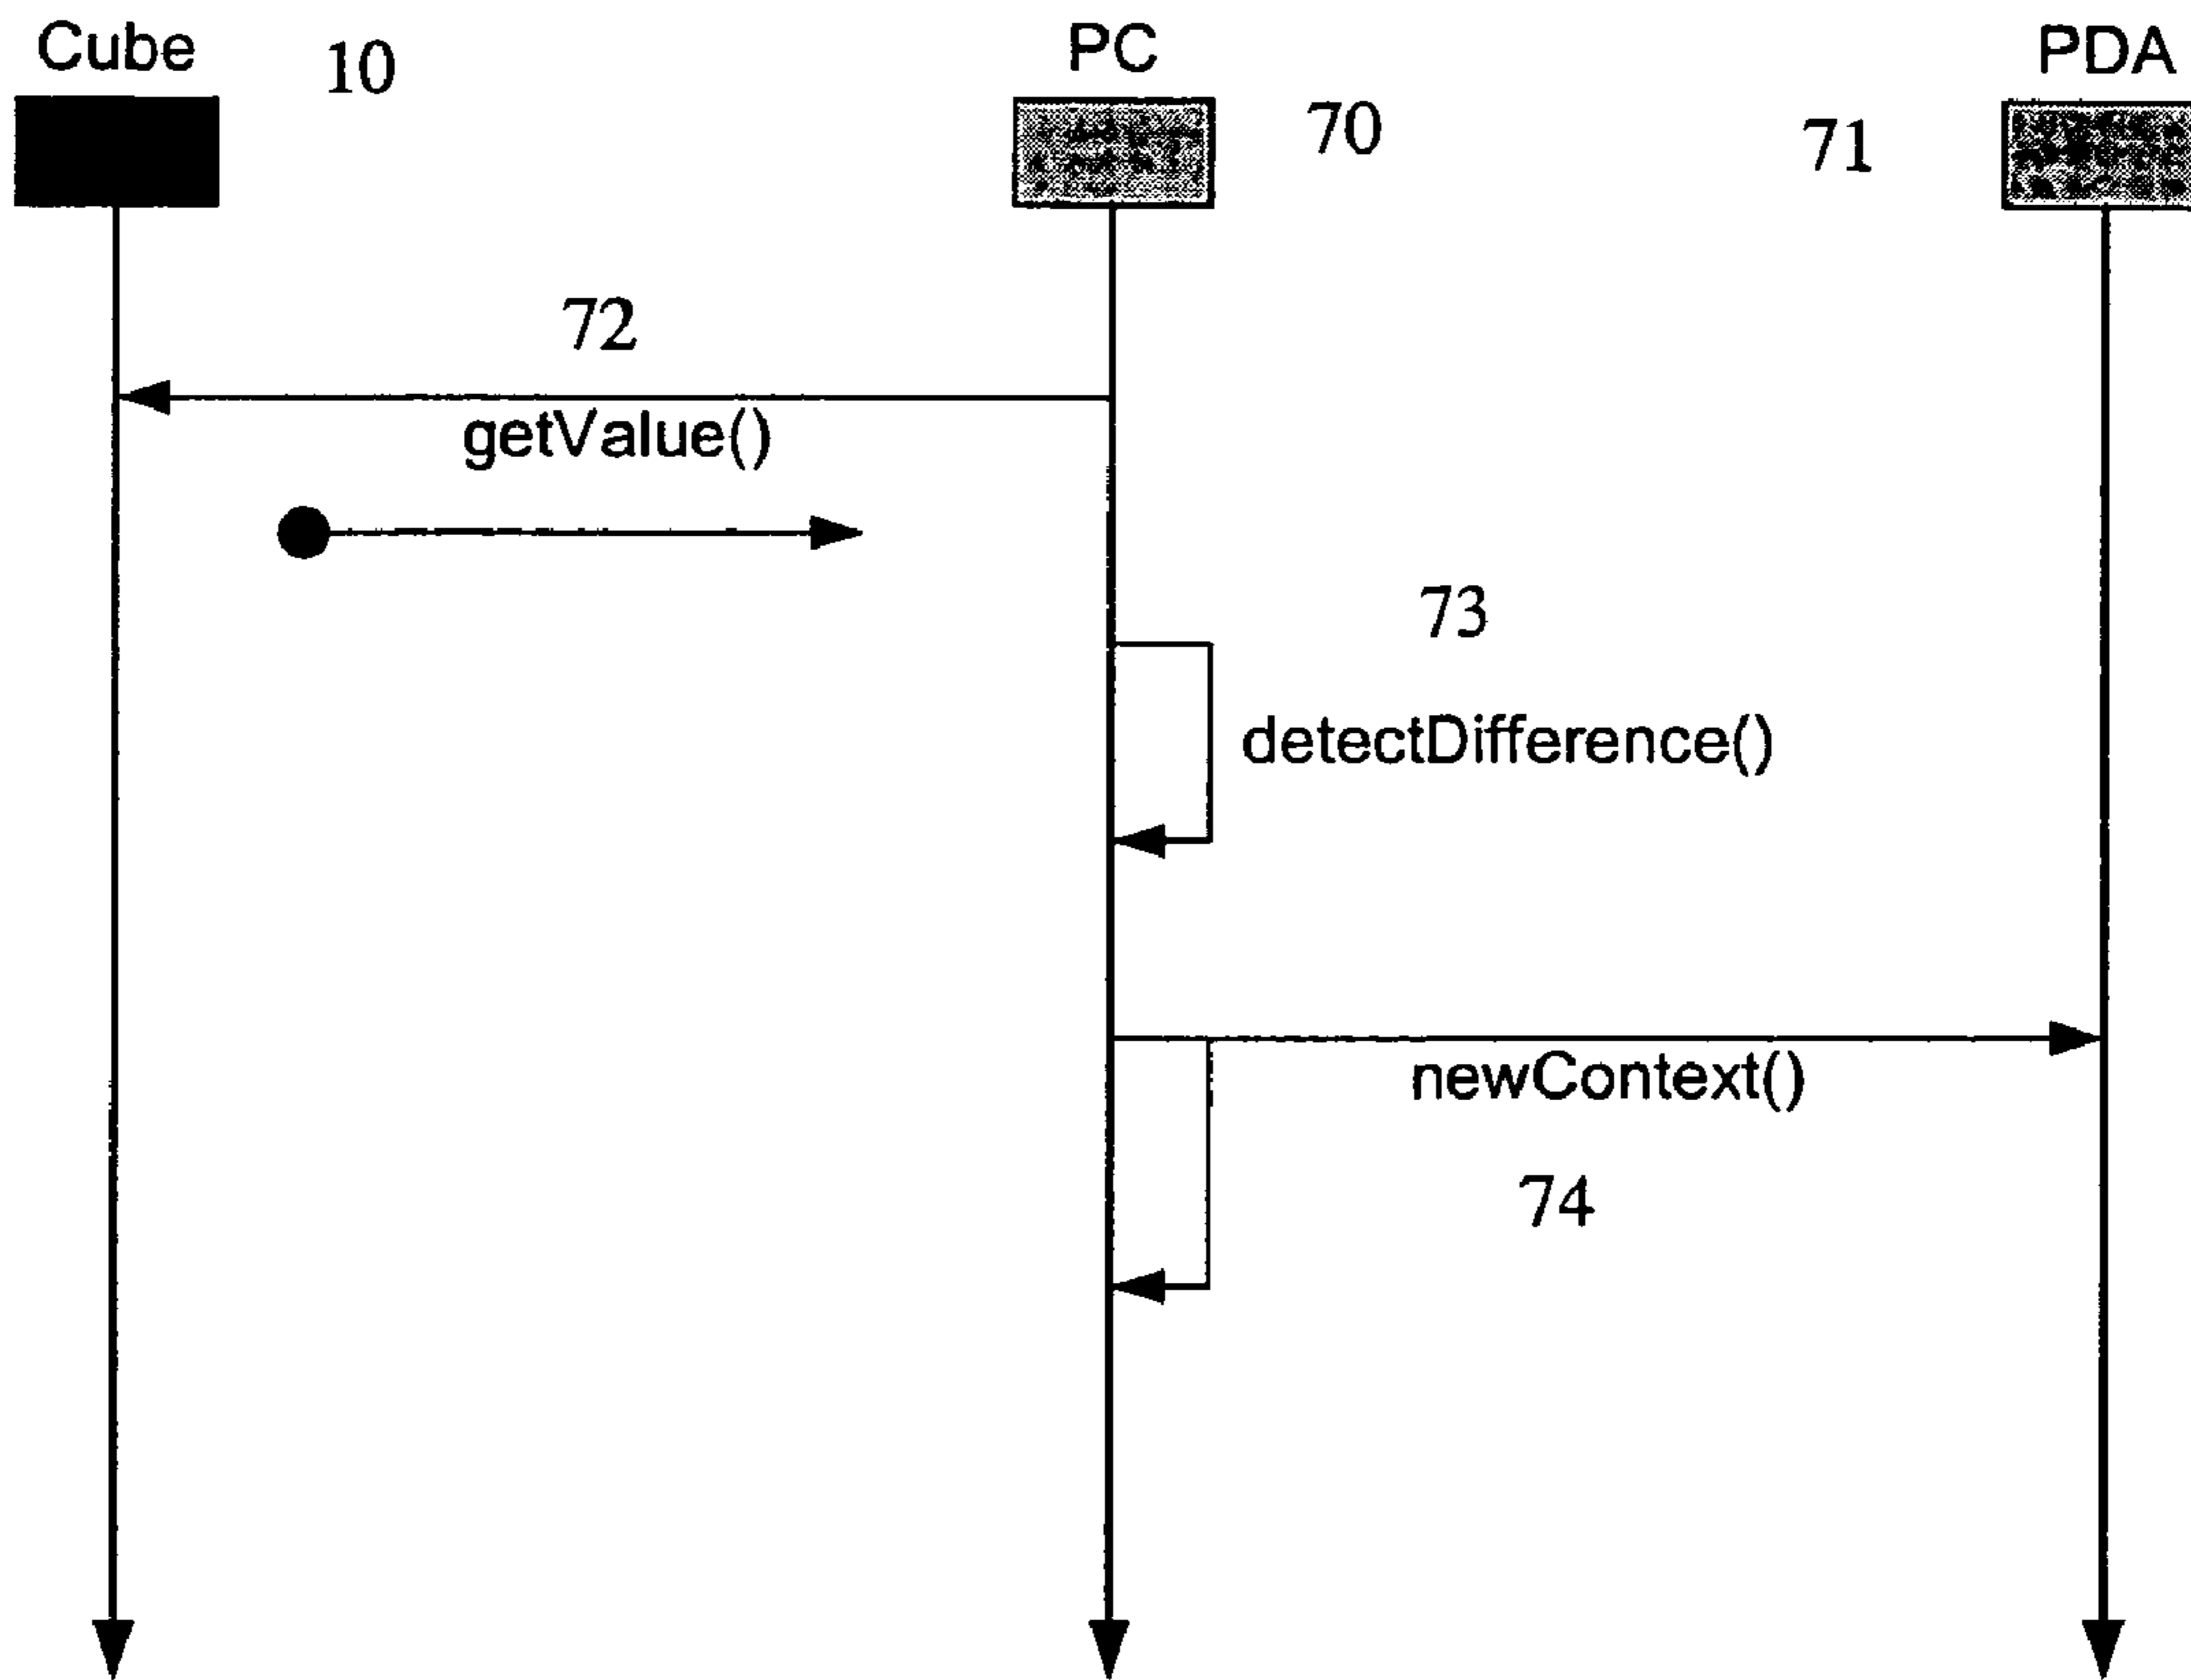 Cube
10
PC
70
PDA
71
72
getValue()
73
detectDifference()
newContext()
74